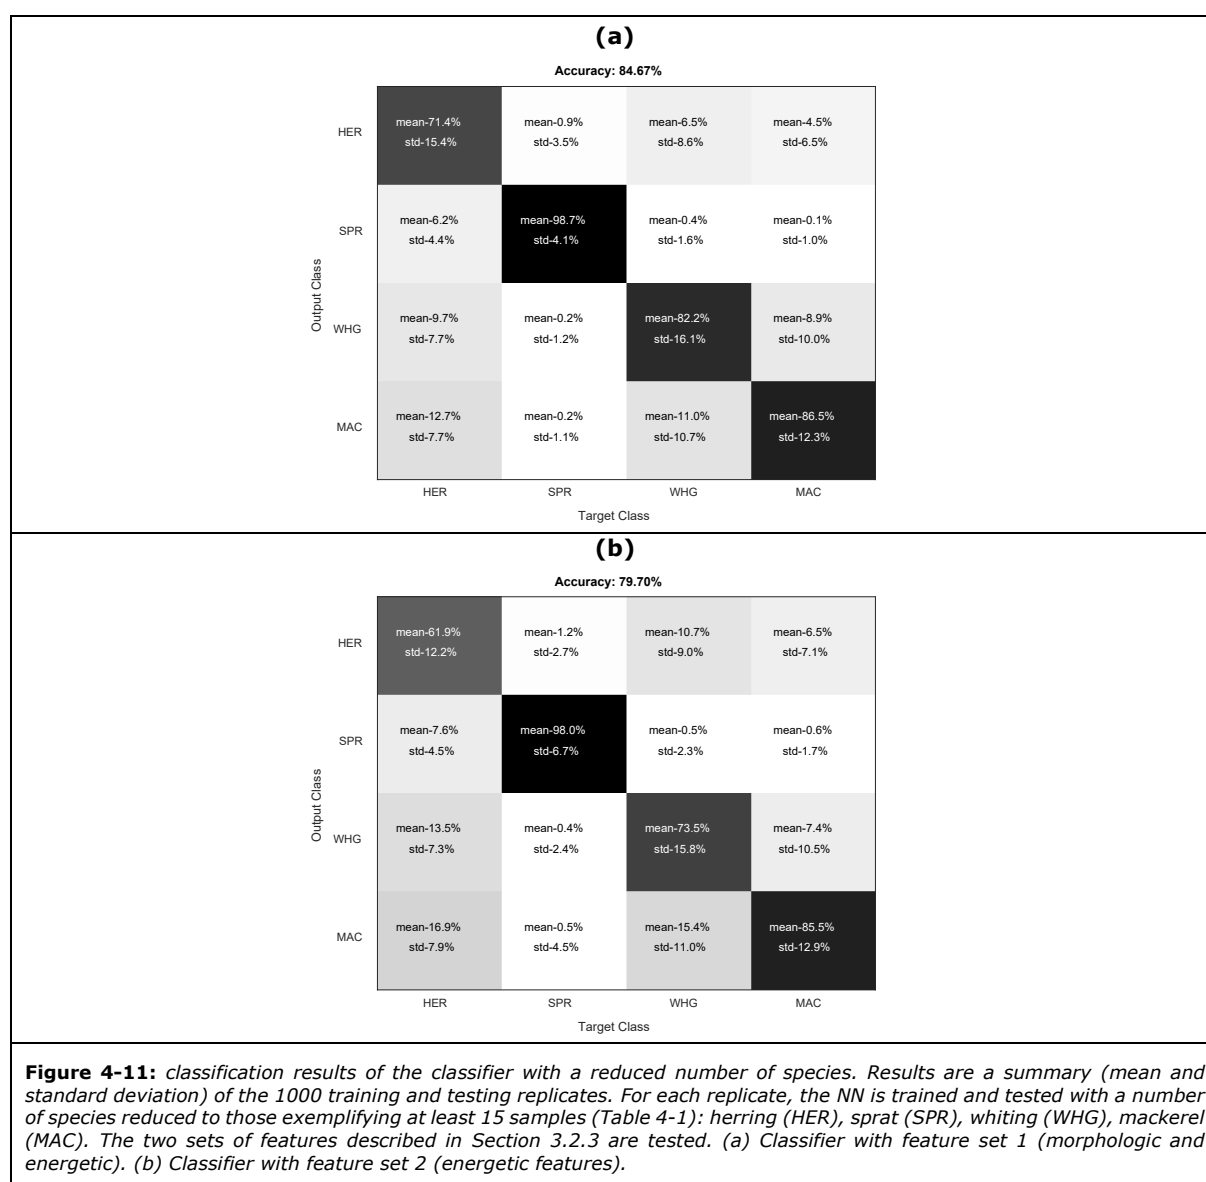 (a)
Accuracy: 84.67%
HER
mean-71.4%
std-15.4%
mean-0.9%
std-3.5%
mean-6.5%
std-8.6%
mean-4.5%
std-6.5%
SPR
mean-6.2%
std-4.4%
mean-98.7%
std-4.1%
mean-0.4%
std-1.6%
mean-0.1%
std-1.0%
Output Class
WHG
mean-9.7%
std-7.7%
mean-0.2%
std-1.2%
mean-82.2%
std-16.1%
mean-8.9%
std-10.0%
MAC
mean-12.7%
std-7.7%
mean-0.2%
std-1.1%
mean-11.0%
std-10.7%
mean-86.5%
std-12.3%
HER SPR WHG MAC
Target Class
(b)
Accuracy: 79.70%
HER
mean-61.9%
std-12.2%
mean-1.2%
std-2.7%
mean-10.7%
std-9.0%
mean-6.5%
std-7.1%
SPR
mean-7.6%
std-4.5%
mean-98.0%
std-6.7%
mean-0.5%
std-2.3%
mean-0.6%
std-1.7%
Output Class
WHG
mean-13.5%
std-7.3%
mean-0.4%
std-2.4%
mean-73.5%
std-15.8%
mean-7.4%
std-10.5%
MAC
mean-16.9%
std-7.9%
mean-0.5%
std-4.5%
mean-15.4%
std-11.0%
mean-85.5%
std-12.9%
HER SPR WHG MAC
Target Class
Figure 4-11: classification results of the classifier with a reduced number of species. Results are a summary (mean and
standard deviation) of the 1000 training and testing replicates. For each replicate, the NN is trained and tested with a number
of species reduced to those exemplifying at least 15 samples (Table 4-1): herring (HER), sprat (SPR), whiting (WHG), mackerel
(MAC). The two sets of features described in Section 3.2.3 are tested. (a) Classifier with feature set 1 (morphologic and
energetic). (b) Classifier with feature set 2 (energetic features).